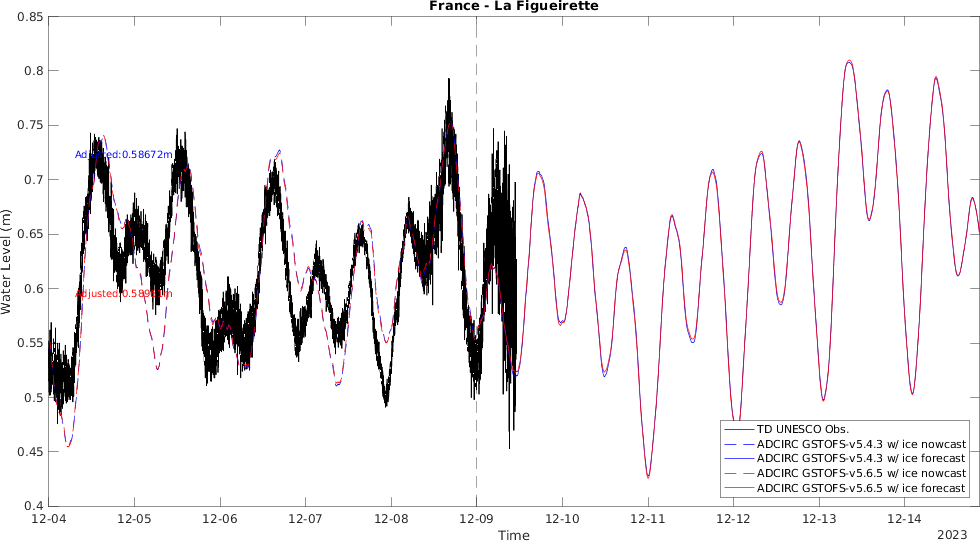 France - La Figueirette
0.85
0.8
0.75
0.7
0.65
0.6
0.55
0.5
0.45
0.4
Water Level (m)
Adjusted:0.58672m
TD UNESCO Obs.
ADCIRC GSTOFS-v5.4.3 w/ ice nowcast
ADCIRC GSTOFS-v5.4.3 w/ ice forecast
ADCIRC GSTOFS-v5.6.5 w/ ice nowcast
ADCIRC GSTOFS-v5.6.5 w/ ice forecast
12-04 12-05 12-06 12-07 12-08 12-09 12-10 12-11 12-12 12-13 12-14
Time
2023